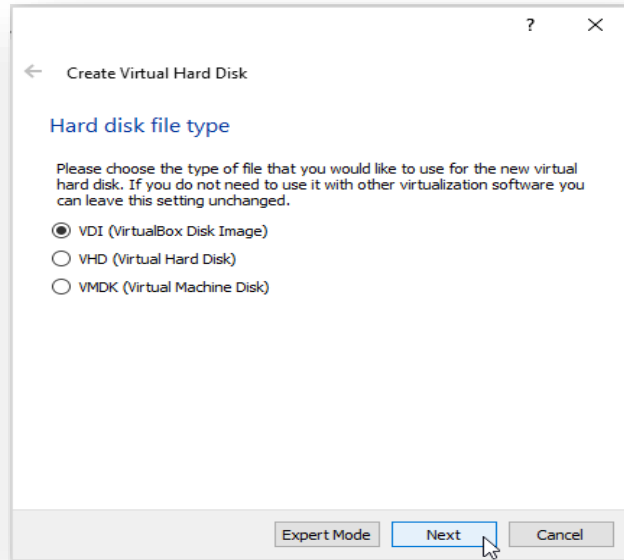 ?
Create Virtual Hard Disk
Hard disk file type
Please choose the type of file that you would like to use for the new virtual
hard disk. If you do not need to use it with other virtualization software you
can leave this setting unchanged.
VDI (VirtualBox Disk Image)
VHD (Virtual Hard Disk)
VMDK (Virtual Machine Disk)
Expert Mode Next Cancel